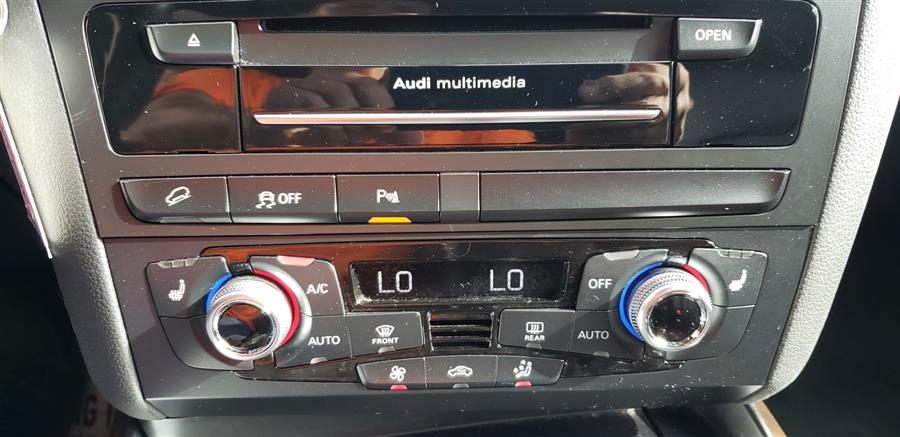 OPEN
Audi multimedia
OFF
P
A/C
LO
LO
OFF
AUTO
FRONT
REAR
AUTO